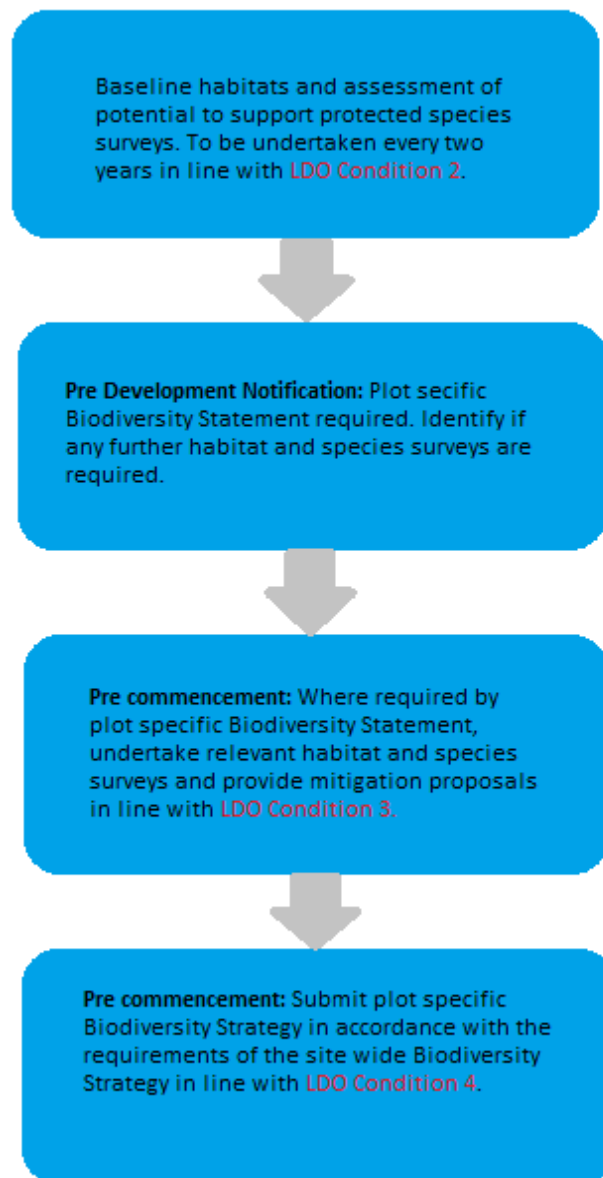 Baseline habitats and assessment of
potential to support protected species
surveys. To be undertaken every two
years in line with LDO Condition 2.
Pre Development Notification: Plot secific
Biodiversity Statement required. Identify if
any further habitat and species surveys are
required.
Pre commencement: Where required by
plot specific Biodiversity Statement,
undertake relevant habitat and species
surveys and provide mitigation proposals
in line with LDO Condition 3.
Pre commencement: Submit plot specific
Biodiversity Strategy in accordance with the
requirements of the site wide Biodiversity
Strategy in line with LDO Condition 4.